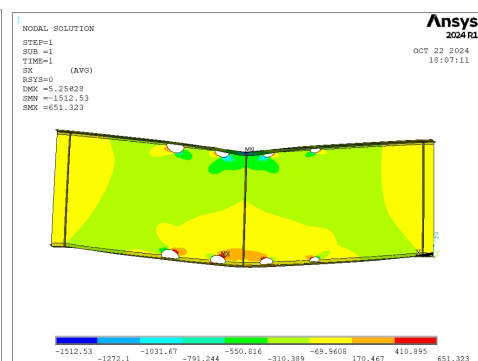 1
NODAL SOLUTION
Ansys
2024 R1
STEP=1
SUB =1
TIME=1
SX (AVG)
RSYS=0
DMX =5.25028
SMN =-1512.53
SMX =651.323
OCT 22 2024
18:07:11
MN
MX
Z
X Y
-1512.53 -1031.67 -550.816 -69.9608 410.895
-1272.1 -791.244 -310.389 170.467 651.323